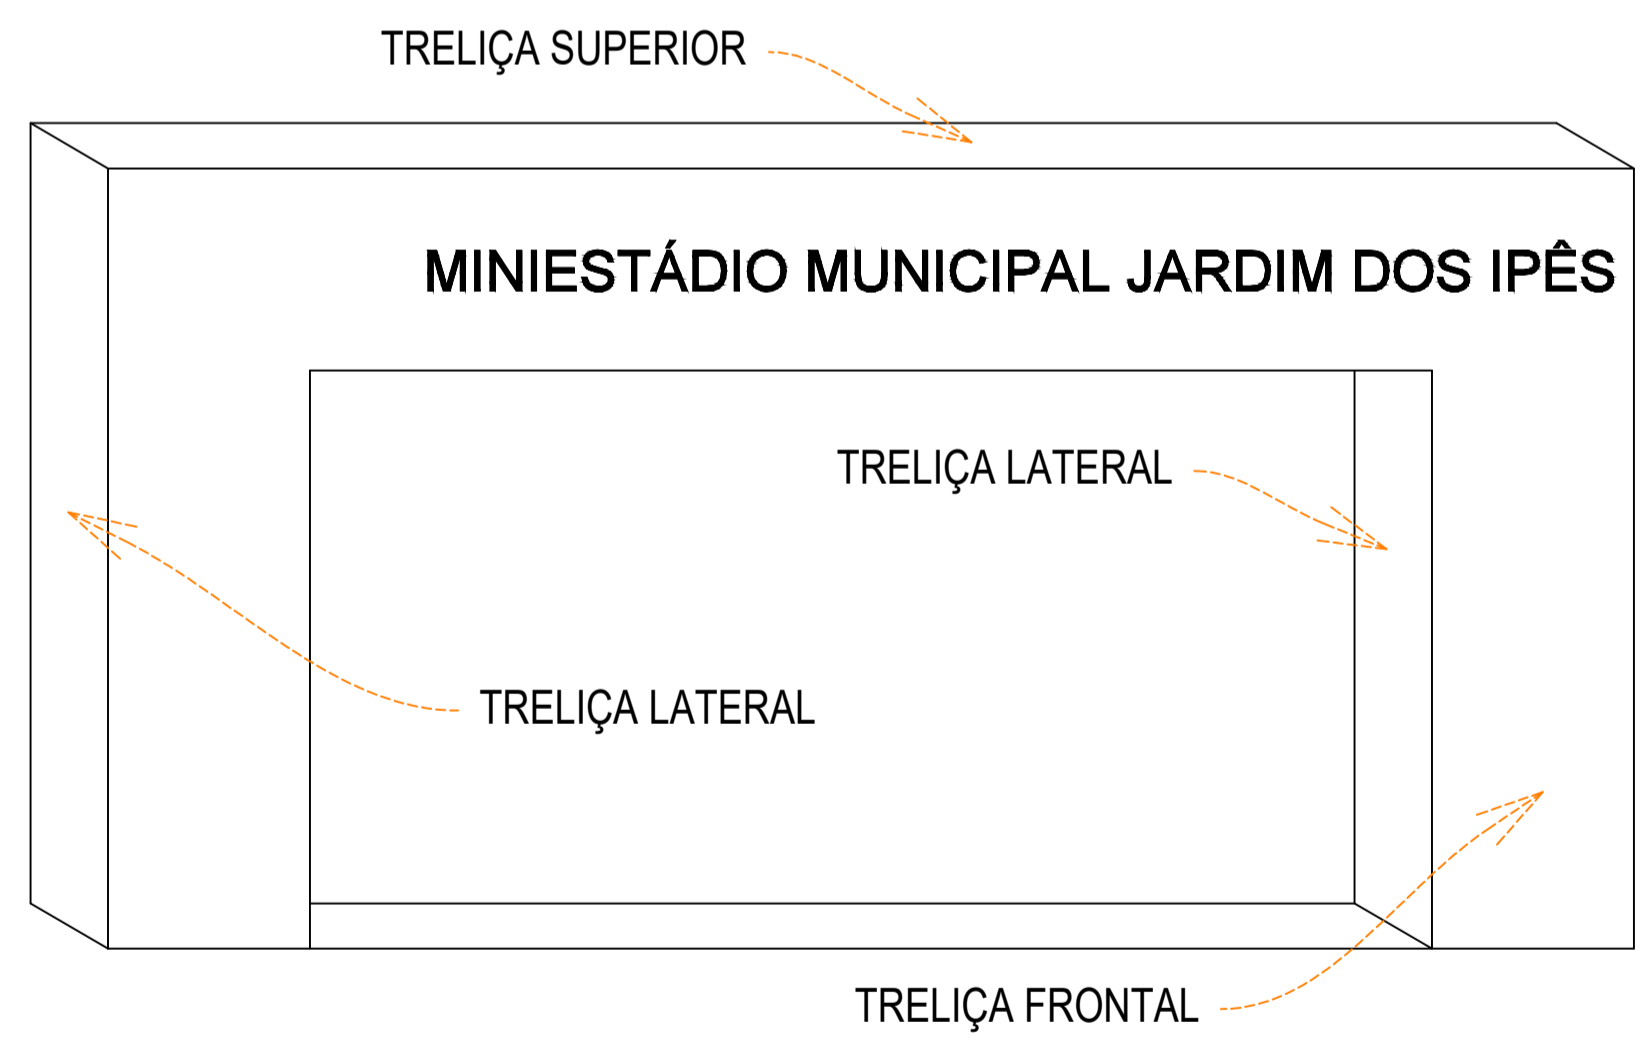 TRELIÇA SUPERIOR
MINIESTÁDIO MUNICIPAL JARDIM DOS IPÊS
TRELIÇA LATERAL
TRELIÇA LATERAL
TRELIÇA FRONTAL